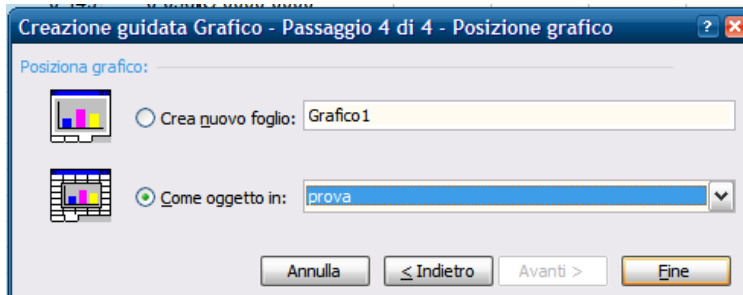 Creazione guidata Grafico - Passaggio 4 di 4 - Posizione grafico
Posiziona grafico:
Crea nuovo foglio: Grafico1
Come oggetto in: prova
Annulla < Indietro Avanti > Fine